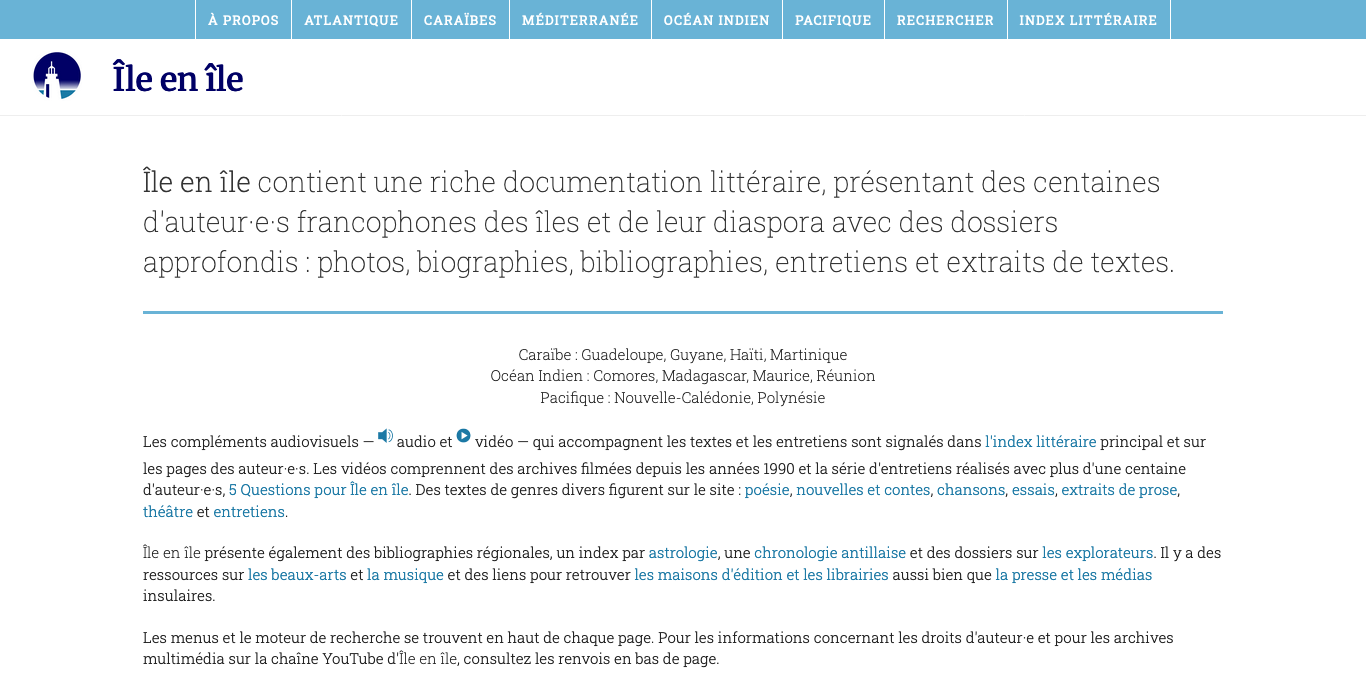 À PROPOS ATLANTIQUE CARAÏBES MÉDITERRANÉE OCÉAN INDIEN PACIFIQUE RECHERCHER INDEX LITTÉRAIRE
Île en île
Île en île contient une riche documentation littéraire, présentant des centaines
d'auteur·e·s francophones des îles et de leur diaspora avec des dossiers
approfondis : photos, biographies, bibliographies, entretiens et extraits de textes.
Caraïbe : Guadeloupe, Guyane, Haïti, Martinique
Océan Indien : Comores, Madagascar, Maurice, Réunion
Pacifique : Nouvelle-Calédonie, Polynésie
Les compléments audiovisuels — audio et vidéo — qui accompagnent les textes et les entretiens sont signalés dans l'index littéraire principal et sur
les pages des auteur·e·s. Les vidéos comprennent des archives filmées depuis les années 1990 et la série d'entretiens réalisés avec plus d'une centaine
d'auteur·e·s, 5 Questions pour Île en île. Des textes de genres divers figurent sur le site : poésie, nouvelles et contes, chansons, essais, extraits de prose,
théâtre et entretiens.
Île en île présente également des bibliographies régionales, un index par astrologie, une chronologie antillaise et des dossiers sur les explorateurs. Il y a des
ressources sur les beaux-arts et la musique et des liens pour retrouver les maisons d'édition et les librairies aussi bien que la presse et les médias
insulaires.
Les menus et le moteur de recherche se trouvent en haut de chaque page. Pour les informations concernant les droits d'auteur·e et pour les archives
multimédia sur la chaîne YouTube d'Île en île, consultez les renvois en bas de page.